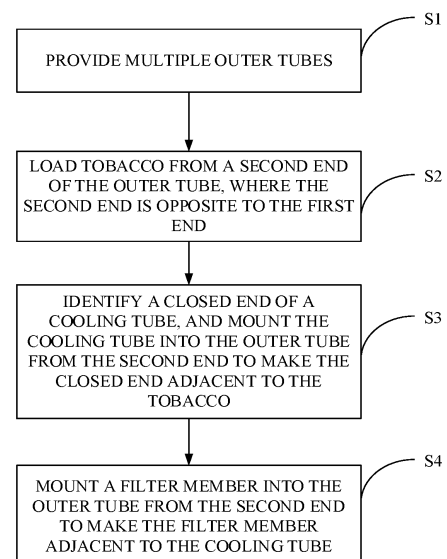 S1
PROVIDE MULTIPLE OUTER TUBES
S2
LOAD TOBACCO FROM A SECOND END
OF THE OUTER TUBE, WHERE THE
SECOND END IS OPPOSITE TO THE FIRST
END
S3
IDENTIFY A CLOSED END OF A
COOLING TUBE, AND MOUNT THE
COOLING TUBE INTO THE OUTER TUBE
FROM THE SECOND END TO MAKE THE
CLOSED END ADJACENT TO THE
TOBACCO
S4
MOUNT A FILTER MEMBER INTO THE
OUTER TUBE FROM THE SECOND END
TO MAKE THE FILTER MEMBER
ADJACENT TO THE COOLING TUBE